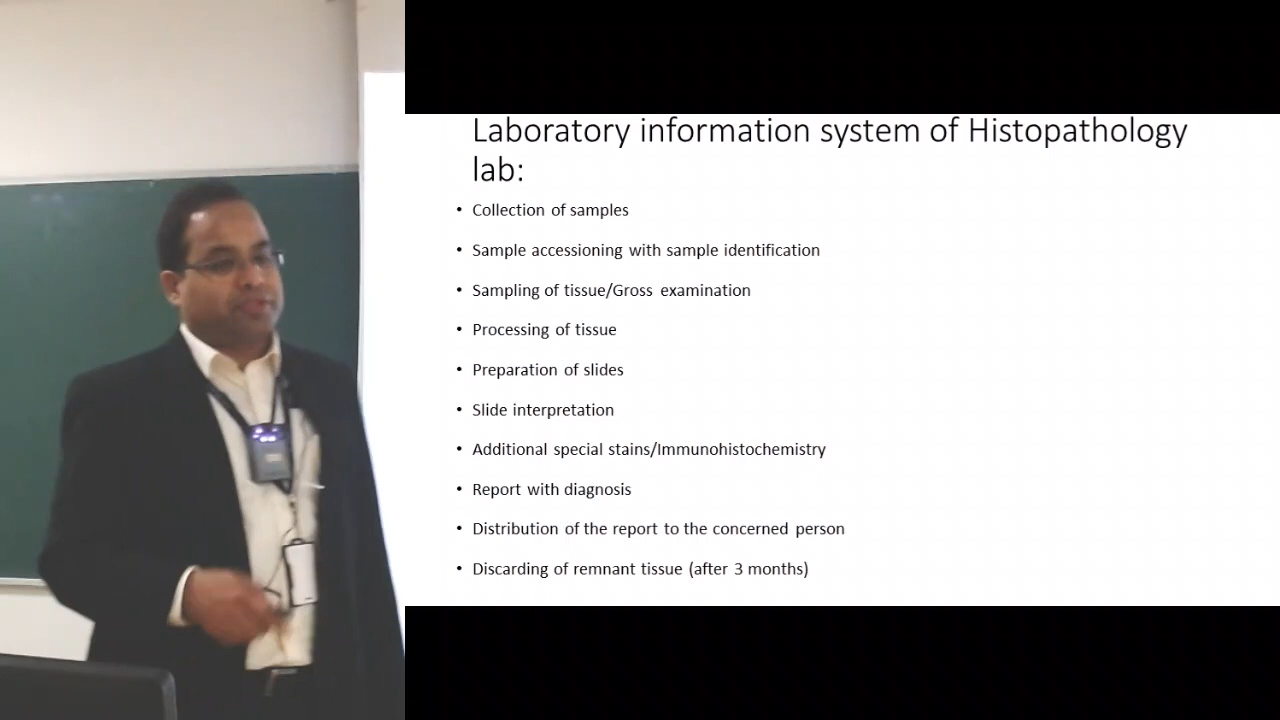 Laboratory information system of Histopathology
lab:
• Collection of samples
• Sample accessioning with sample identification
• Sampling of tissue/Gross examination
• Processing of tissue
• Preparation of slides
• Slide interpretation
• Additional special stains/Immunohistochemistry
• Report with diagnosis
• Distribution of the report to the concerned person
• Discarding of remnant tissue (after 3 months)